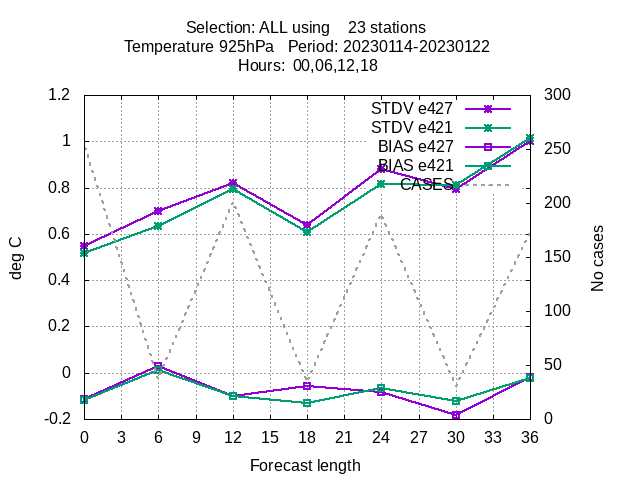 Selection: ALL using    23 stations
Temperature 925hPa   Period: 20230114-20230122
Hours:  00,06,12,18
1.2
1
0.8
0.6
0.4
0.2
0
-0.2
deg C
STDV e427
STDV e421
BIAS e427
BIAS e421
CASES
300
250
200
150
100
50
0
No cases
0 3 6 9 12 15 18 21 24 27 30 33 36
Forecast length